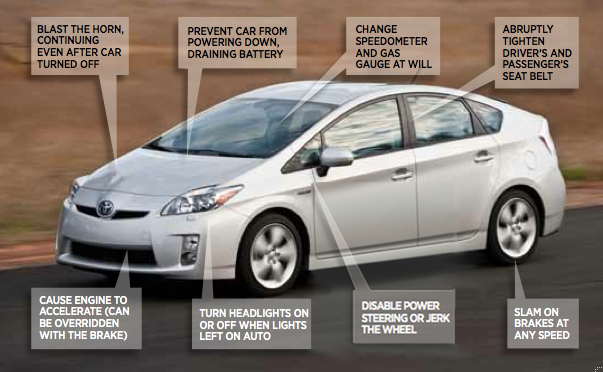 BLAST THE HORN,
CONTINUING
EVEN AFTER CAR
TURNED OFF
PREVENT CAR FROM
POWERING DOWN,
DRAINING BATTERY
CHANGE
SPEEDOMETER
AND GAS
GAUGE AT WILL
ABRUPTLY
TIGHTEN
DRIVER'S AND
PASSENGER'S
SEAT BELT
CAUSE ENGINE TO
ACCELERATE (CAN
BE OVERRIDDEN
WITH THE BRAKE)
TURN HEADLIGHTS ON
OR OFF WHEN LIGHTS
LEFT ON AUTO
DISABLE POWER
STEERING OR JERK
THE WHEEL
SLAM ON
BRAKES AT
ANY SPEED